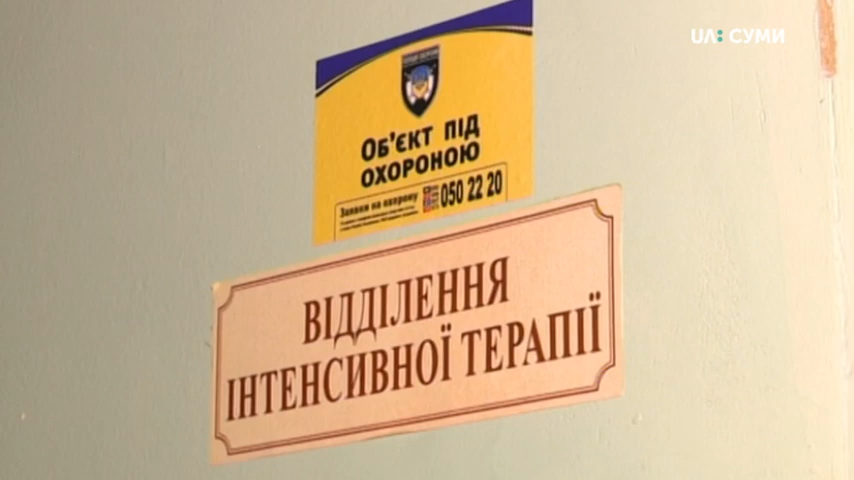 UA: СУМИ
ОБ'ЄКТ ПІД
ОХОРОНОЮ
Заявки на охорону
050 22 20
ВІДДІЛЕННЯ
ІНТЕНСИВНОЇ ТЕРАПІЇ